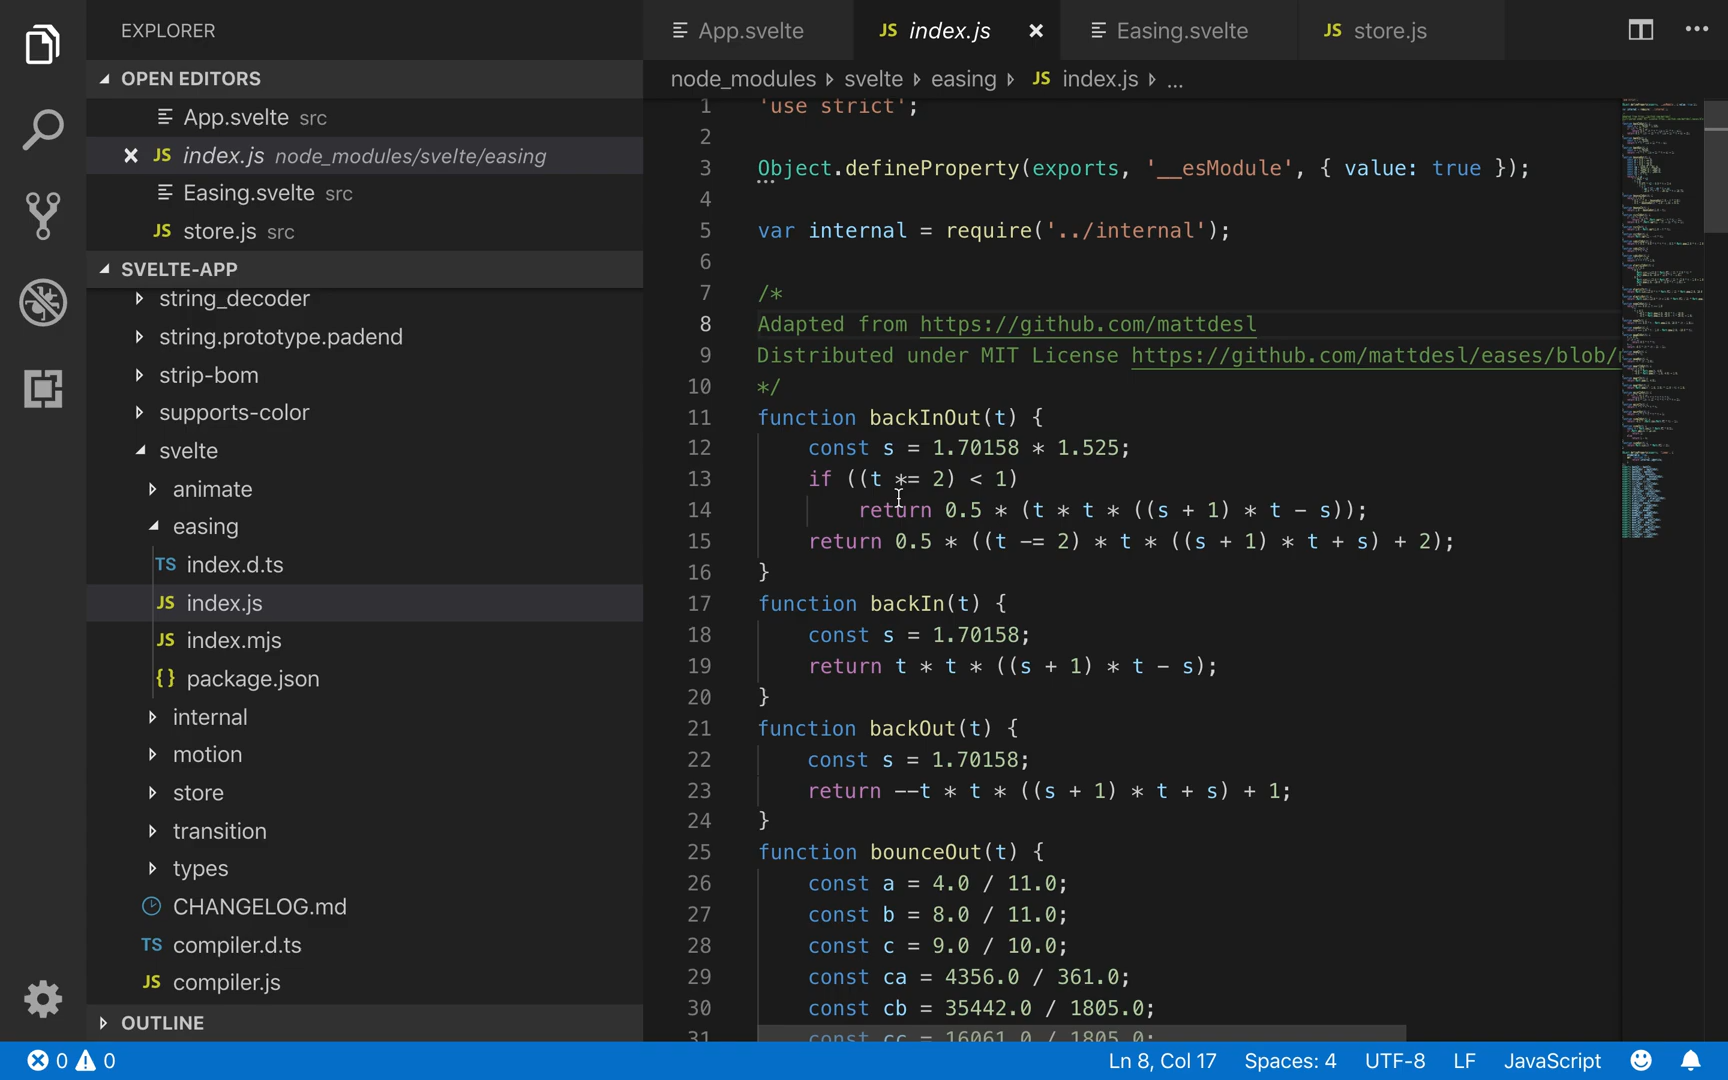 EXPLORER
OPEN EDITORS
App.svelte src
JS index.js node_modules/svelte/easing
Easing.svelte src
JS store.js src
SVELTE-APP
string_decoder
string.prototype.padend
strip-bom
supports-color
svelte
animate
easing
TS index.d.ts
JS index.js
JS index.mjs
{} package.json
internal
motion
store
transition
types
CHANGELOG.md
TS compiler.d.ts
JS compiler.js
OUTLINE
App.svelte
JS index.js
Easing.svelte
JS store.js
node_modules svelte easing JS index.js ...
1 'use strict';
2
3 Object.defineProperty(exports, '__esModule', { value: true });
4
5 var internal = require('../internal');
6
7 /*
8 Adapted from https://github.com/mattdesl
9 Distributed under MIT License https://github.com/mattdesl/eases/blob/
10 */
11 function backInOut(t) {
12 const s = 1.70158 * 1.525;
13 if ((t *= 2) < 1)
14 return 0.5 * (t * t * ((s + 1) * t - s));
15 return 0.5 * ((t -= 2) * t * ((s + 1) * t + s) + 2);
16 }
17 function backIn(t) {
18 const s = 1.70158;
19 return t * t * ((s + 1) * t - s);
20 }
21 function backOut(t) {
22 const s = 1.70158;
23 return --t * t * ((s + 1) * t + s) + 1;
24 }
25 function bounceOut(t) {
26 const a = 4.0 / 11.0;
27 const b = 8.0 / 11.0;
28 const c = 9.0 / 10.0;
29 const ca = 4356.0 / 361.0;
30 const cb = 35442.0 / 1805.0;
31 const cc = 16061.0 / 1805.0;
0 0
Ln 8, Col 17 Spaces: 4 UTF-8 LF JavaScript